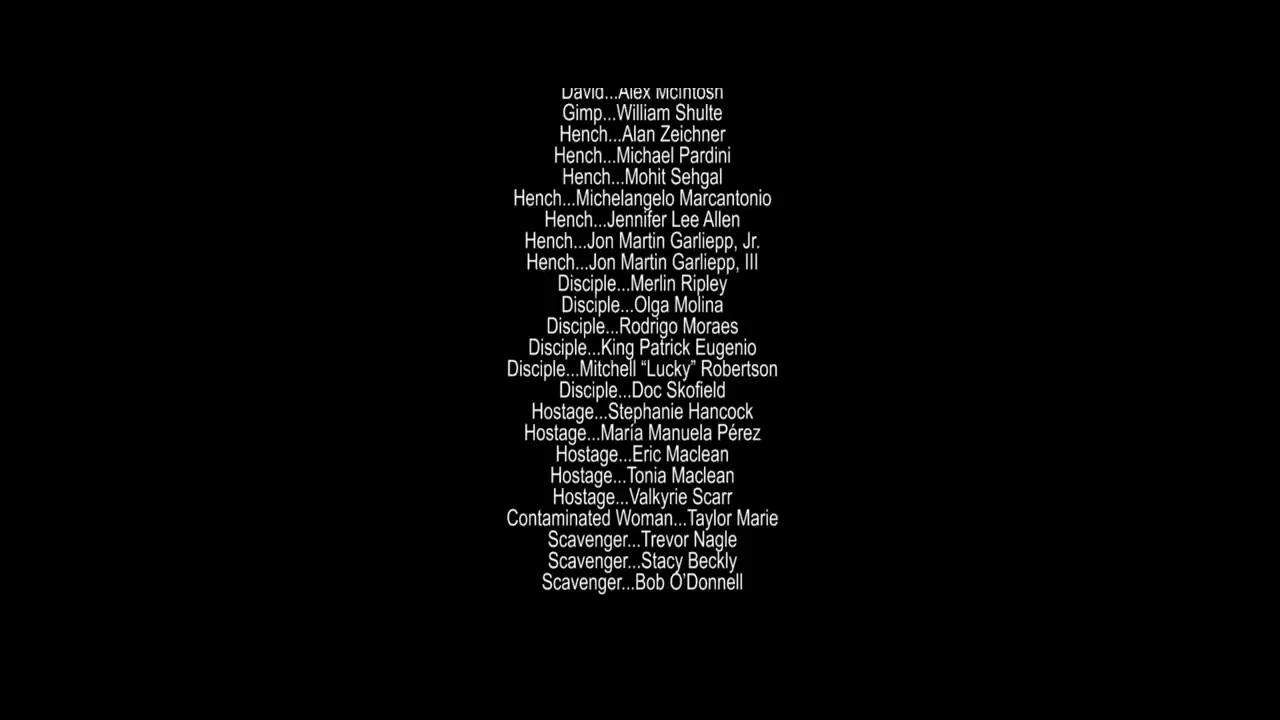 David...Alex McIntosh
Gimp...William Shulte
Hench...Alan Zeichner
Hench...Michael Pardini
Hench...Mohit Sehgal
Hench...Michelangelo Marcantonio
Hench...Jennifer Lee Allen
Hench...Jon Martin Garliepp, Jr.
Hench...Jon Martin Garliepp, III
Disciple...Merlin Ripley
Disciple...Olga Molina
Disciple...Rodrigo Moraes
Disciple...King Patrick Eugenio
Disciple...Mitchell “Lucky” Robertson
Disciple...Doc Skofield
Hostage...Stephanie Hancock
Hostage...María Manuela Pérez
Hostage...Eric Maclean
Hostage...Tonia Maclean
Hostage...Valkyrie Scarr
Contaminated Woman...Taylor Marie
Scavenger...Trevor Nagle
Scavenger...Stacy Beckly
Scavenger...Bob O’Donnell